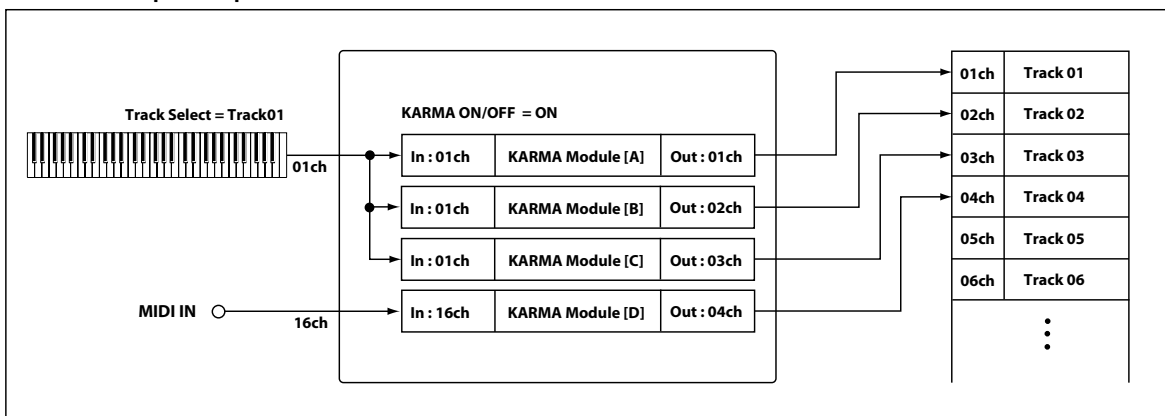 Track Select = Track01
01ch
KARMA ON/OFF = ON
In : 01ch KARMA Module [A] Out : 01ch
In : 01ch KARMA Module [B] Out : 02ch
In : 01ch KARMA Module [C] Out : 03ch
In : 16ch KARMA Module [D] Out : 04ch
MIDI IN
16ch
01ch Track 01
02ch Track 02
03ch Track 03
04ch Track 04
05ch Track 05
06ch Track 06